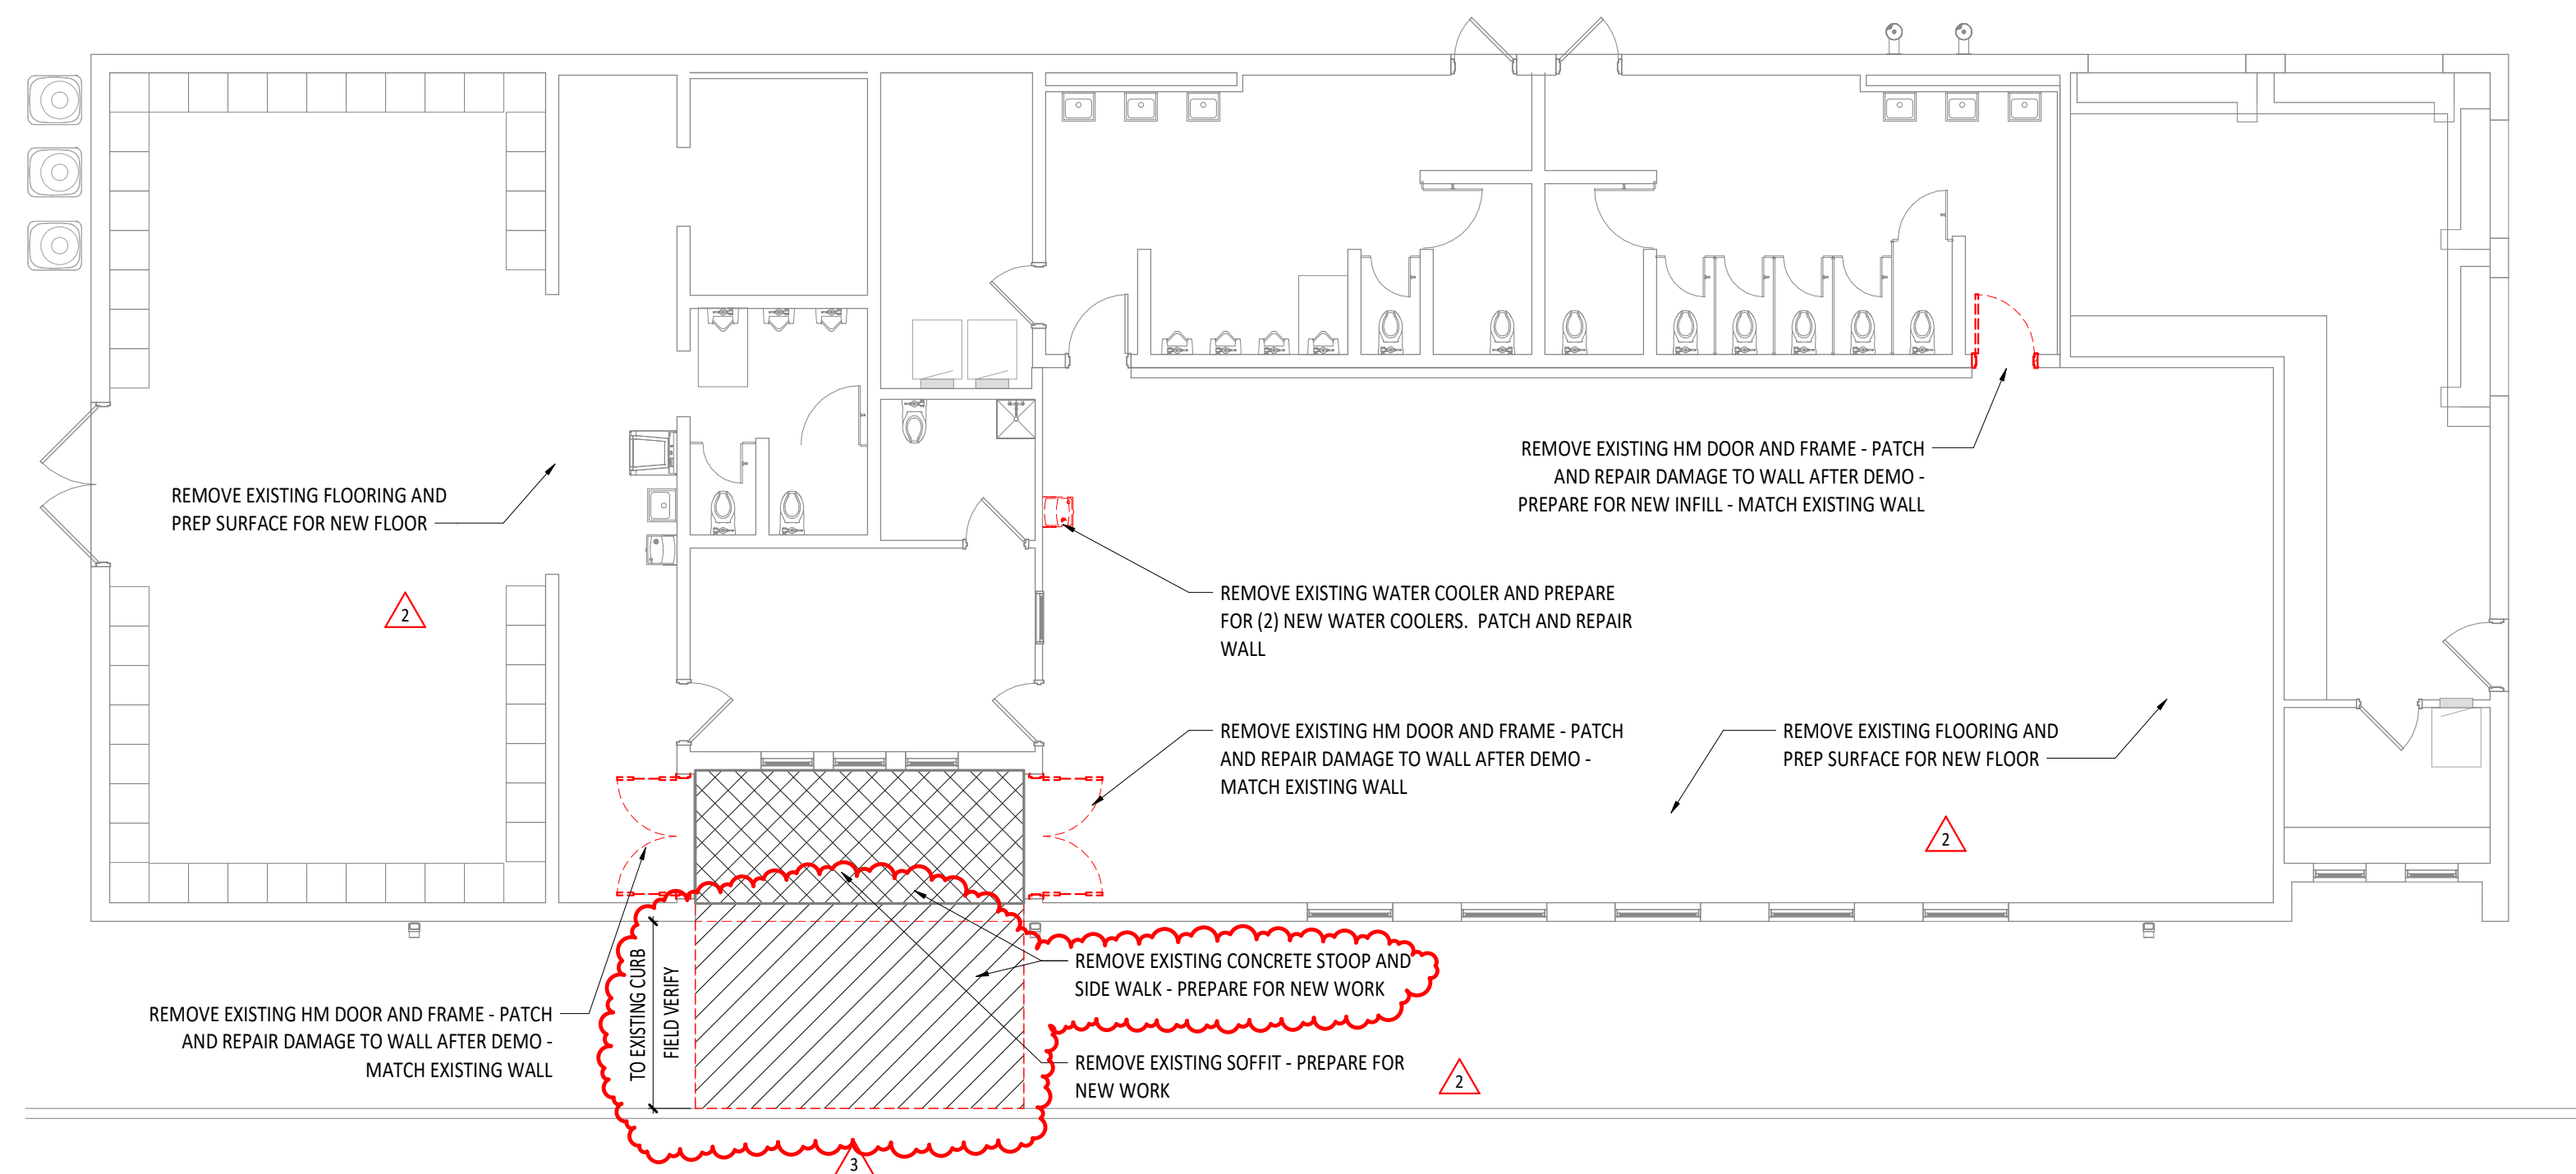 REMOVE EXISTING HM DOOR AND FRAME - PATCH
AND REPAIR DAMAGE TO WALL AFTER DEMO -
PREPARE FOR NEW INFILL - MATCH EXISTING WALL
REMOVE EXISTING FLOORING AND
PREP SURFACE FOR NEW FLOOR
2
REMOVE EXISTING WATER COOLER AND PREPARE
FOR (2) NEW WATER COOLERS. PATCH AND REPAIR
WALL
REMOVE EXISTING HM DOOR AND FRAME - PATCH
AND REPAIR DAMAGE TO WALL AFTER DEMO -
MATCH EXISTING WALL
REMOVE EXISTING FLOORING AND
PREP SURFACE FOR NEW FLOOR
2
REMOVE EXISTING CONCRETE STOOP AND
SIDE WALK - PREPARE FOR NEW WORK
TO EXISTING CURB
FIELD VERIFY
REMOVE EXISTING HM DOOR AND FRAME - PATCH
AND REPAIR DAMAGE TO WALL AFTER DEMO -
MATCH EXISTING WALL
REMOVE EXISTING SOFFIT - PREPARE FOR
NEW WORK
2
3